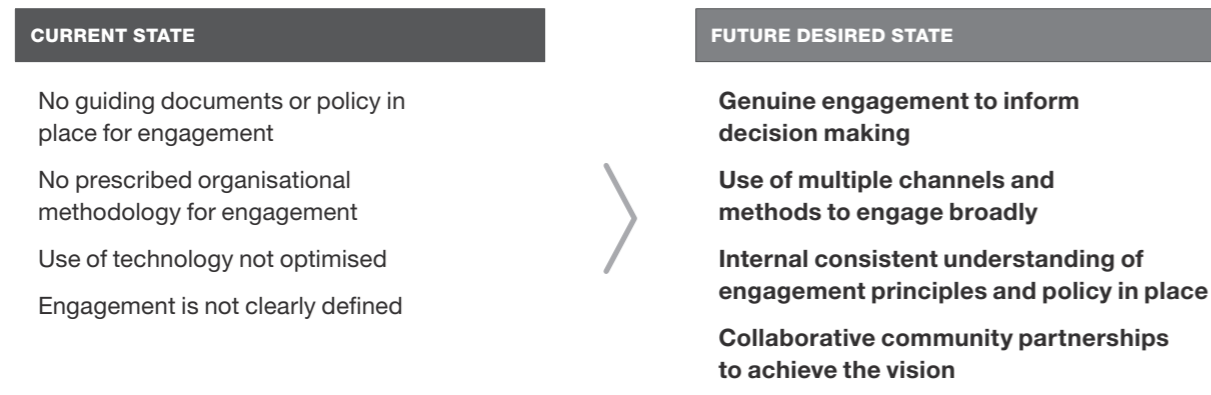 CURRENT STATE
No guiding documents or policy in
place for engagement
No prescribed organisational
methodology for engagement
Use of technology not optimised
Engagement is not clearly defined
FUTURE DESIRED STATE
Genuine engagement to inform
decision making
Use of multiple channels and
methods to engage broadly
Internal consistent understanding of
engagement principles and policy in place
Collaborative community partnerships
to achieve the vision